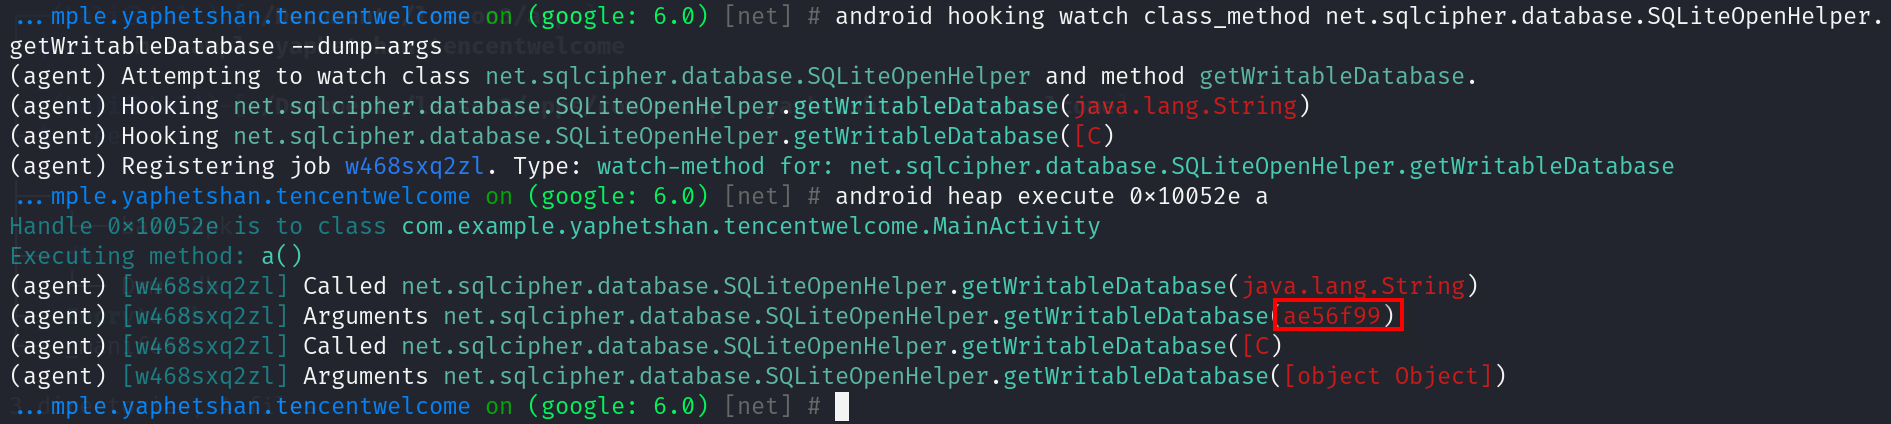 ...mple.yaphetshan.tencentwelcome on (google: 6.0) [net] # android hooking watch class_method net.sqlcipher.database.SQLiteOpenHelper.
getWritableDatabase --dump-args
(agent) Attempting to watch class net.sqlcipher.database.SQLiteOpenHelper and method getWritableDatabase.
(agent) Hooking net.sqlcipher.database.SQLiteOpenHelper.getWritableDatabase(java.lang.String)
(agent) Hooking net.sqlcipher.database.SQLiteOpenHelper.getWritableDatabase([C)
(agent) Registering job w468sxq2zl. Type: watch-method for: net.sqlcipher.database.SQLiteOpenHelper.getWritableDatabase
...mple.yaphetshan.tencentwelcome on (google: 6.0) [net] # android heap execute 0×10052e a
Handle 0×10052e is to class com.example.yaphetshan.tencentwelcome.MainActivity
Executing method: a()
(agent) [w468sxq2zl] Called net.sqlcipher.database.SQLiteOpenHelper.getWritableDatabase(java.lang.String)
(agent) [w468sxq2zl] Arguments net.sqlcipher.database.SQLiteOpenHelper.getWritableDatabase(ae56f99)
(agent) [w468sxq2zl] Called net.sqlcipher.database.SQLiteOpenHelper.getWritableDatabase([C)
(agent) [w468sxq2zl] Arguments net.sqlcipher.database.SQLiteOpenHelper.getWritableDatabase([object Object])
...mple.yaphetshan.tencentwelcome on (google: 6.0) [net] #